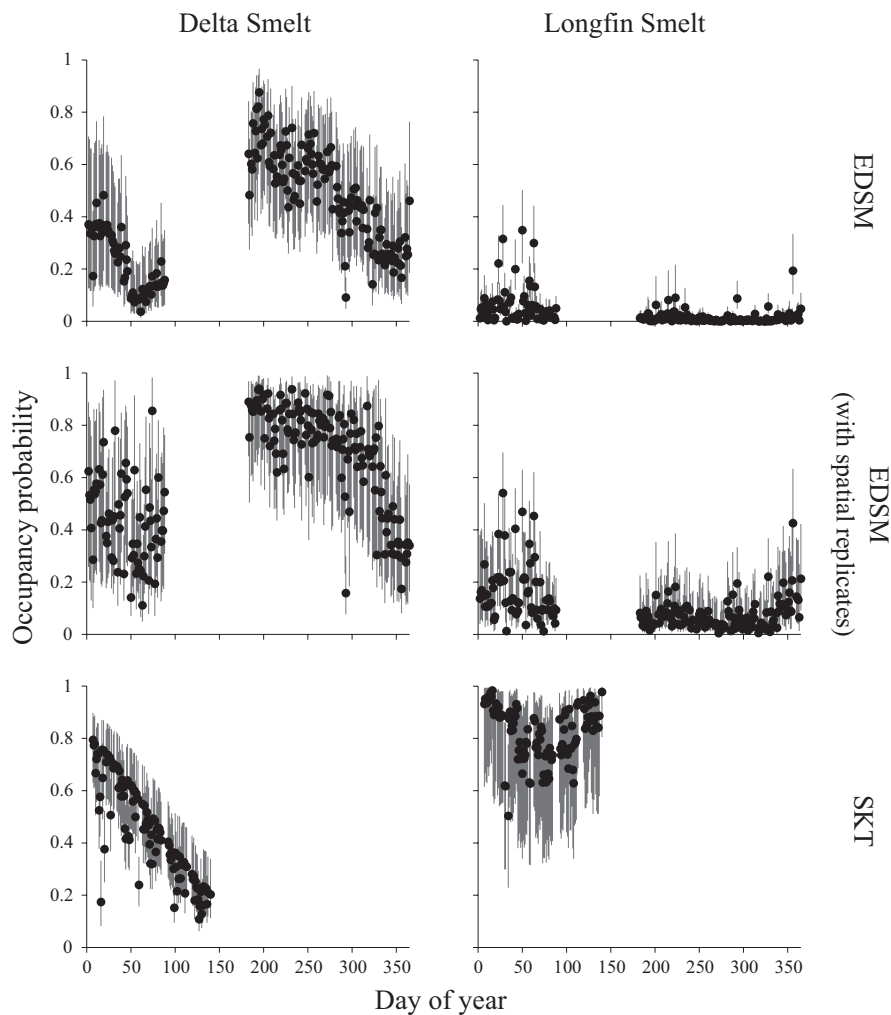 Delta Smelt Longfin Smelt
1
0.8
0.6
0.4
0.2
0
EDSM
1
0.8
0.6
0.4
0.2
0
EDSM
(with spatial replicates)
Occupancy probability
1
0.8
0.6
0.4
0.2
0
SKT
0 50 100 150 200 250 300 350 0 50 100 150 200 250 300 350
Day of year